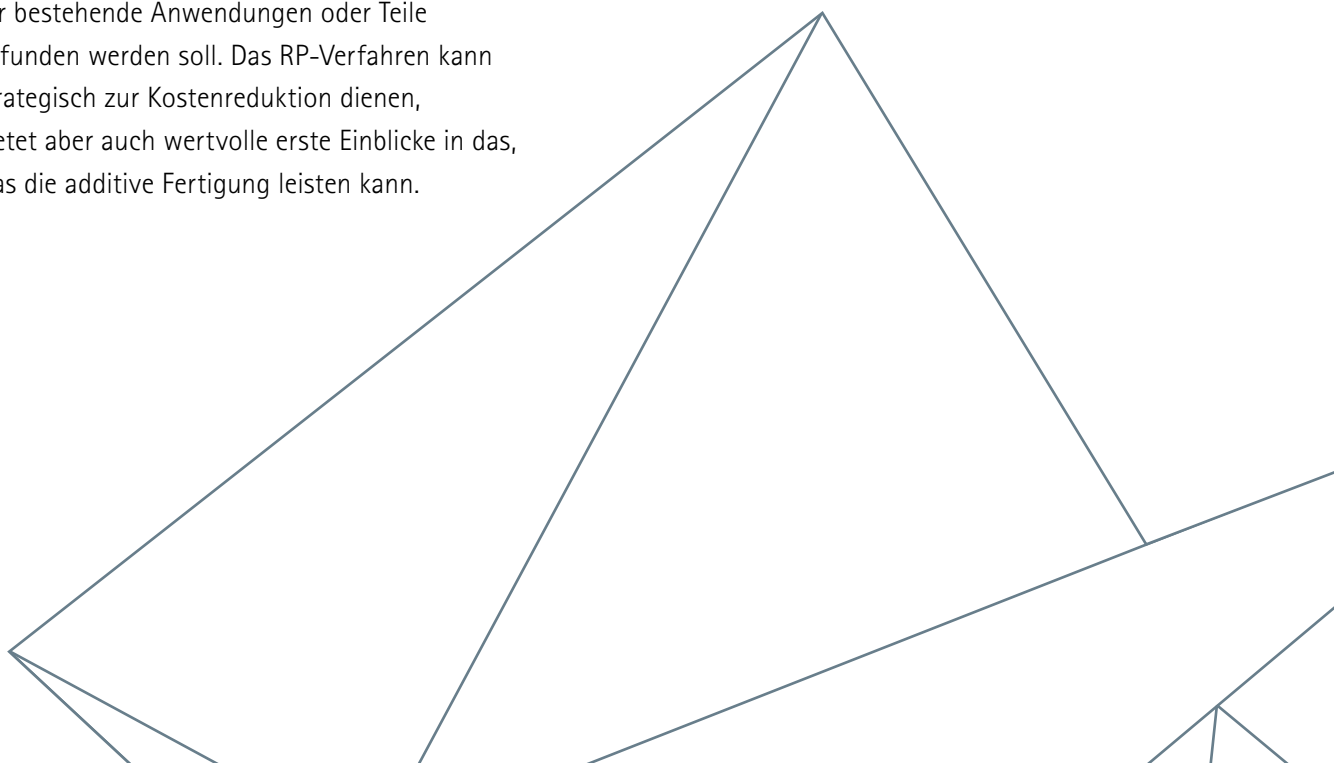 r bestehende Anwendungen oder Teile
funden werden soll. Das RP-Verfahren kann
rategisch zur Kostenreduktion dienen,
etet aber auch wertvolle erste Einblicke in das,
as die additive Fertigung leisten kann.